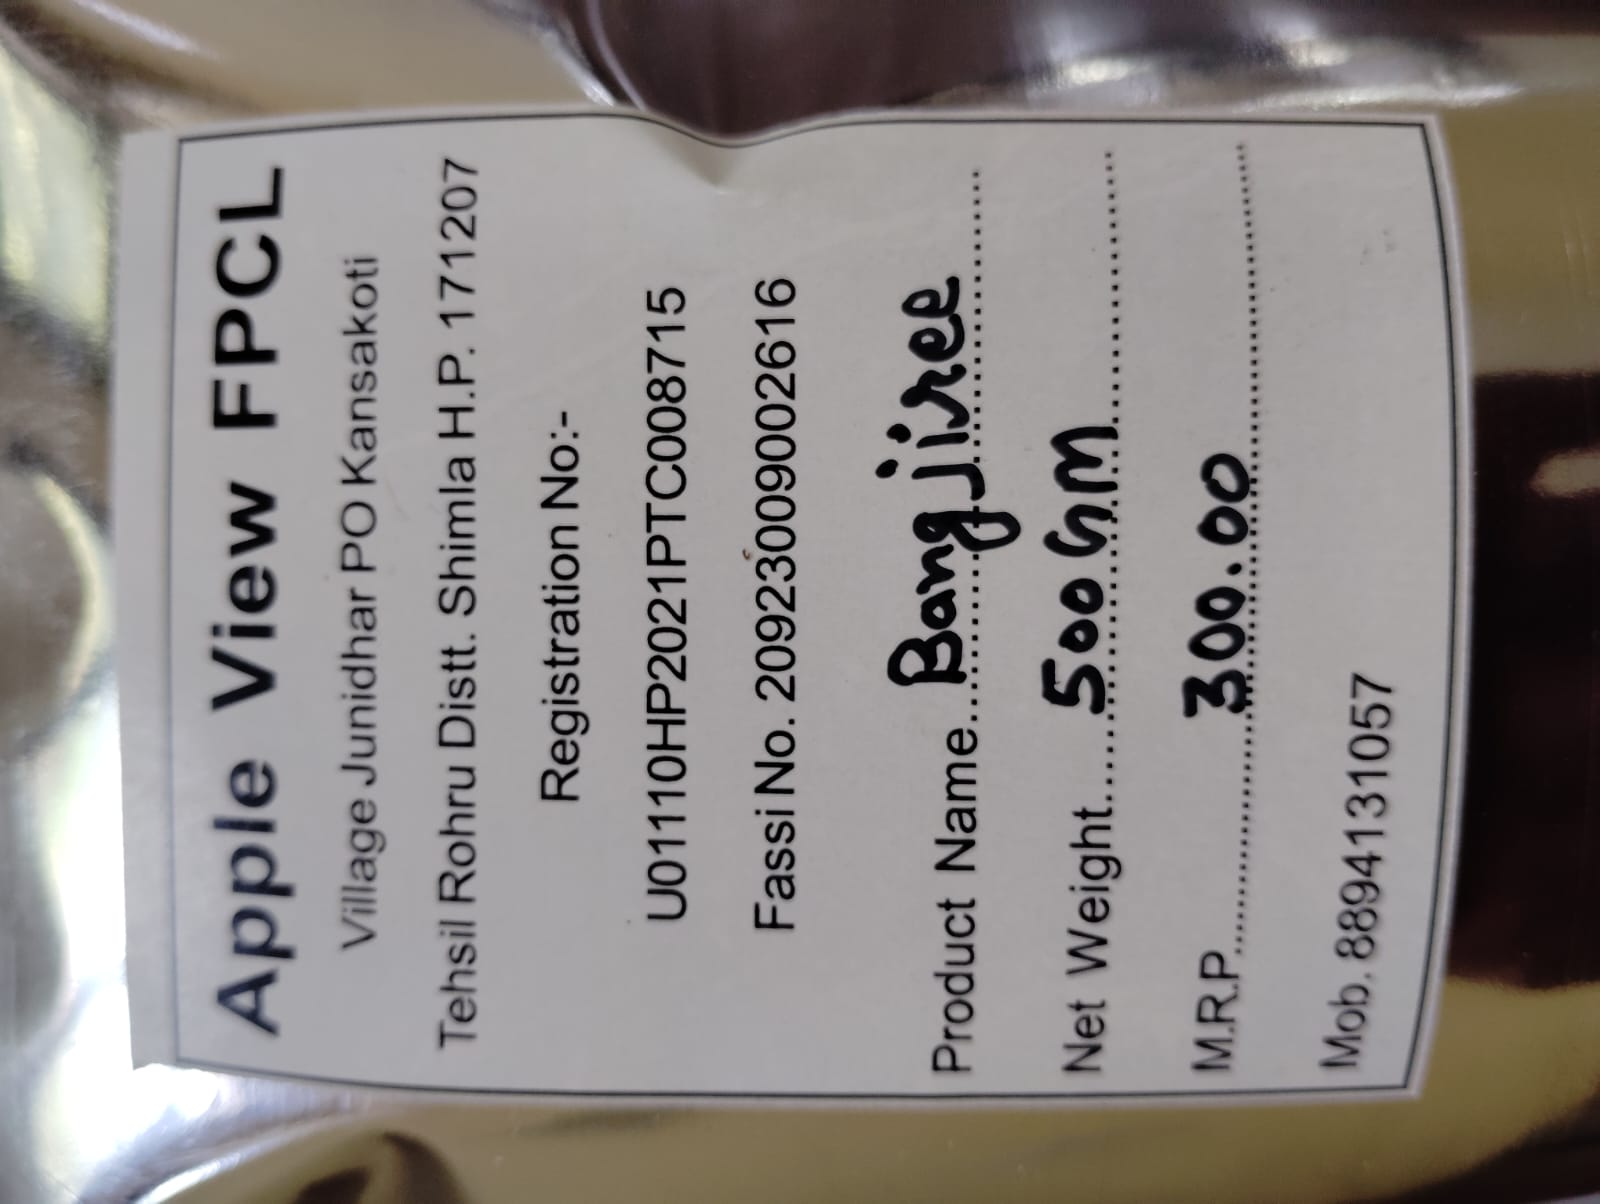 Apple View FPCL
Village Junidhar PO Kansakoti
Tehsil Rohru Distt. Shimla H.P. 171207
Registration No:-
U01110HP2021PTC008715
Fassi No. 20923009002616
Product Name Bang jiree
Net Weight 500 GM
M.R.P. 300.00
Mob. 8894131057